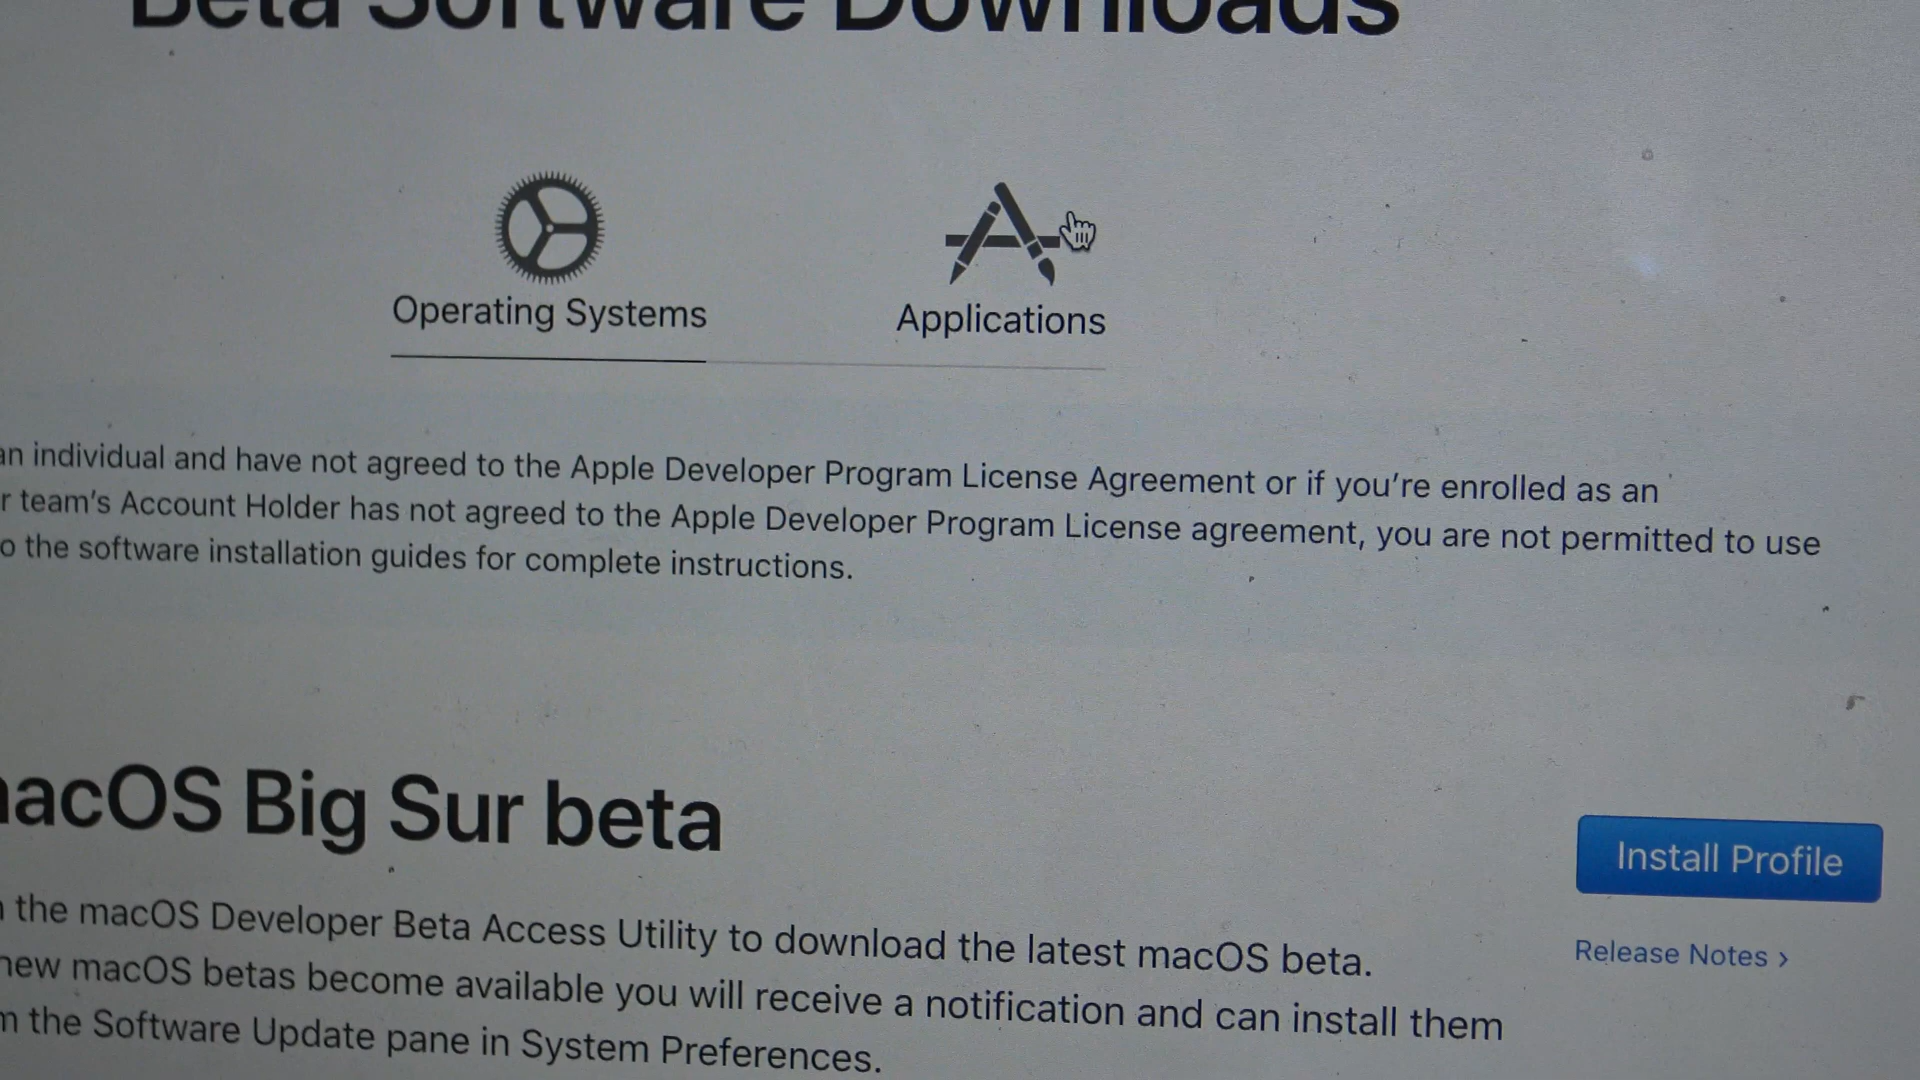 Beta Software Downloads
Operating Systems
Applications
an individual and have not agreed to the Apple Developer Program License Agreement or if you're enrolled as an
r team's Account Holder has not agreed to the Apple Developer Program License agreement, you are not permitted to use
o the software installation guides for complete instructions.
macOS Big Sur beta
Install Profile
the macOS Developer Beta Access Utility to download the latest macOS beta.
new macOS betas become available you will receive a notification and can install them
the Software Update pane in System Preferences.
Release Notes >